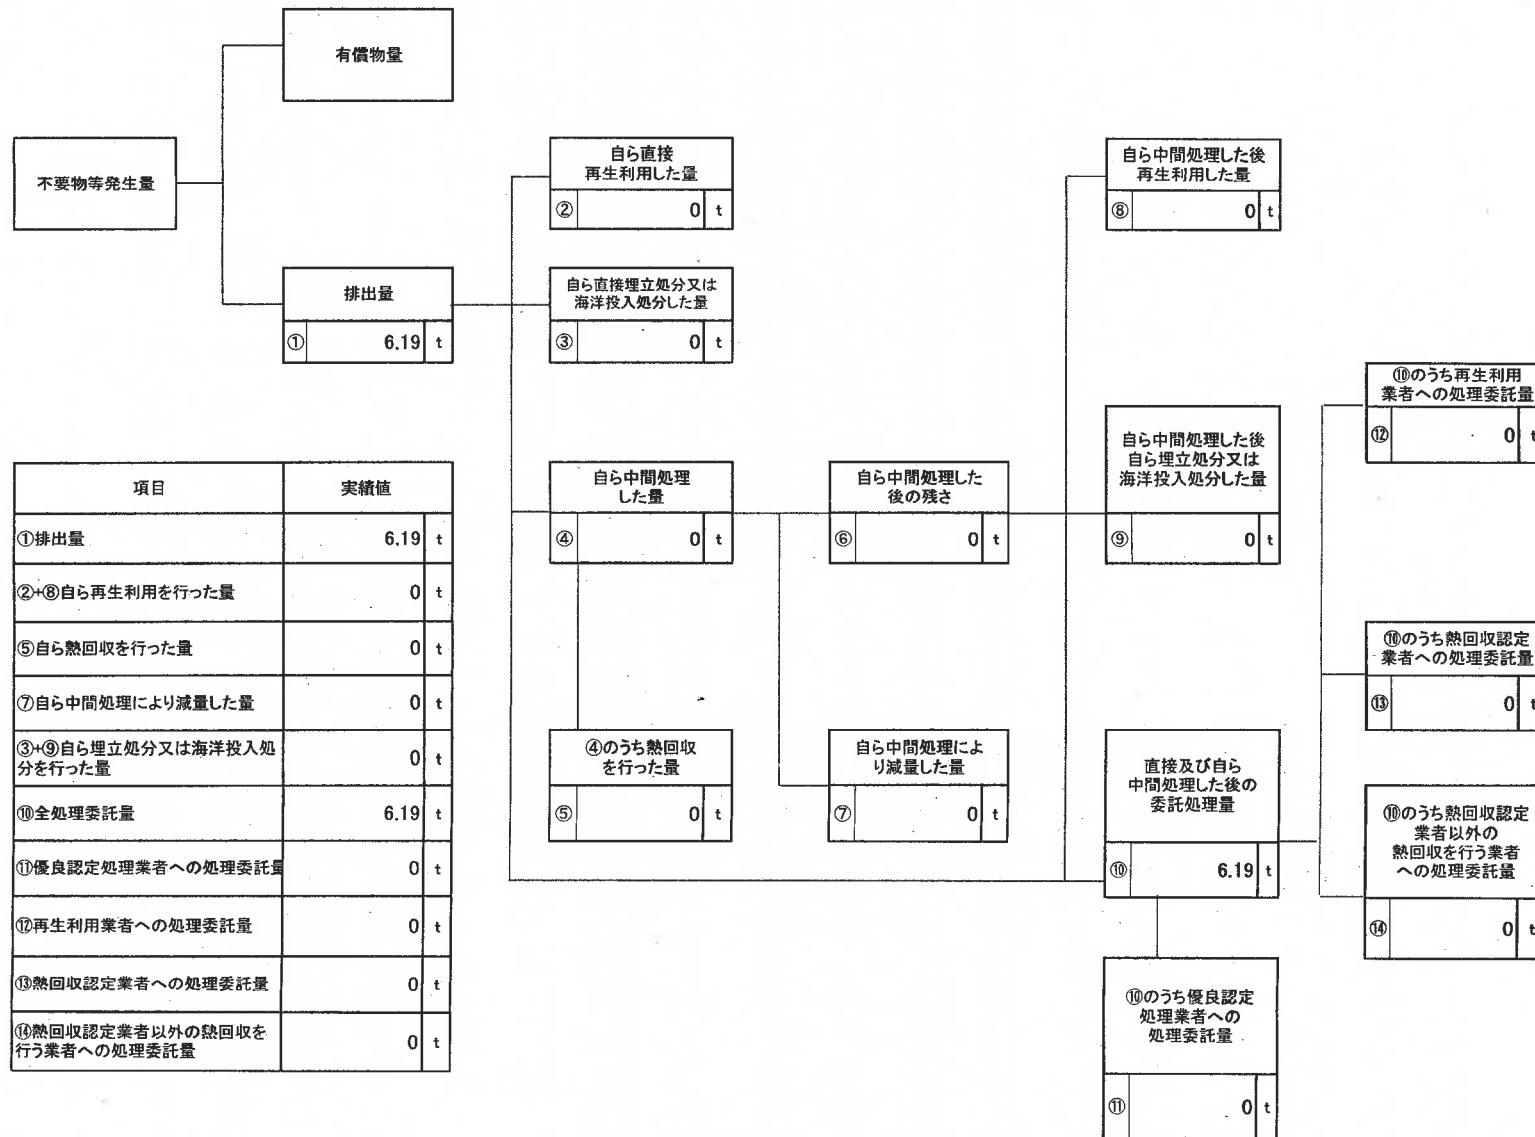 有償物量
不要物等発生量
排出量
① 6.19 t
自ら直接
再生利用した量
② 0 t
自ら直接埋立処分又は
海洋投入処分した量
③ 0 t
自ら中間処理
した量
④ 0 t
④のうち熱回収
を行った量
⑤ 0 t
自ら中間処理した
後の残さ
⑥ 0 t
自ら中間処理によ
り減量した量
⑦ 0 t
自ら中間処理した後
再生利用した量
⑧ 0 t
自ら中間処理した後
自ら埋立処分又は
海洋投入処分した量
⑨ 0 t
直接及び自ら
中間処理した後の
委託処理量
⑩ 6.19 t
⑩のうち優良認定
処理業者への
処理委託量
⑪ 0 t
⑩のうち再生利用
業者への処理委託量
⑫ 0 t
⑩のうち熱回収認定
業者への処理委託量
⑬ 0 t
⑩のうち熱回収認定
業者以外の
熱回収を行う業者
への処理委託量
⑭ 0 t
項目 実績値
①排出量 6.19 t
②+⑧自ら再生利用を行った量 0 t
⑤自ら熱回収を行った量 0 t
⑦自ら中間処理により減量した量 0 t
③+⑨自ら埋立処分又は海洋投入処
分を行った量 0 t
⑩全処理委託量 6.19 t
⑪優良認定処理業者への処理委託量 0 t
⑫再生利用業者への処理委託量 0 t
⑬熱回収認定業者への処理委託量 0 t
⑭熱回収認定業者以外の熱回収を
行う業者への処理委託量 0 t